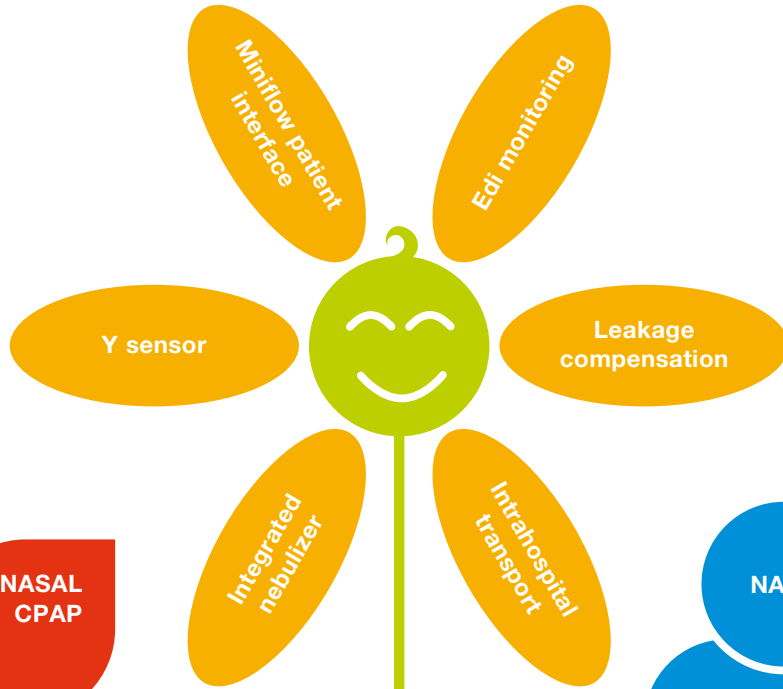 Miniflow patient
interface
Edi monitoring
Y sensor
Leakage
compensation
Integrated
nebulizer
Intrahospital
transport
NASAL
CPAP